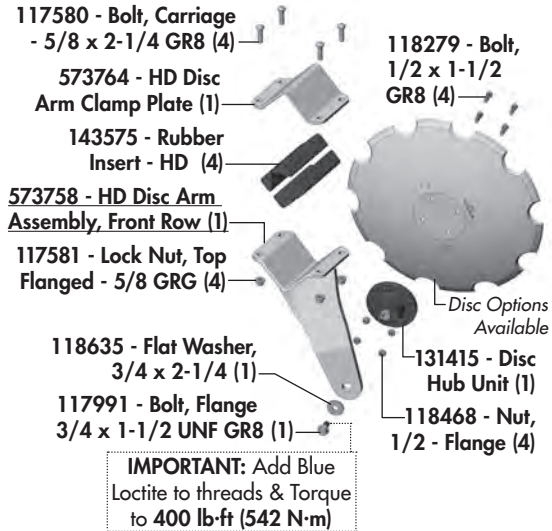 117580 - Bolt, Carriage
- 5/8 x 2-1/4 GR8 (4)
573764 - HD Disc
Arm Clamp Plate (1)
143575 - Rubber
Insert - HD (4)
573758 - HD Disc Arm
Assembly, Front Row (1)
117581 - Lock Nut, Top
Flanged - 5/8 GRG (4)
118635 - Flat Washer,
3/4 x 2-1/4 (1)
117991 - Bolt, Flange
3/4 x 1-1/2 UNF GR8 (1)
IMPORTANT: Add Blue
Loctite to threads & Torque
to 400 lb·ft (542 N·m)
118279 - Bolt,
1/2 x 1-1/2
GR8 (4)
Disc Options
Available
131415 - Disc
Hub Unit (1)
118468 - Nut,
1/2 - Flange (4)